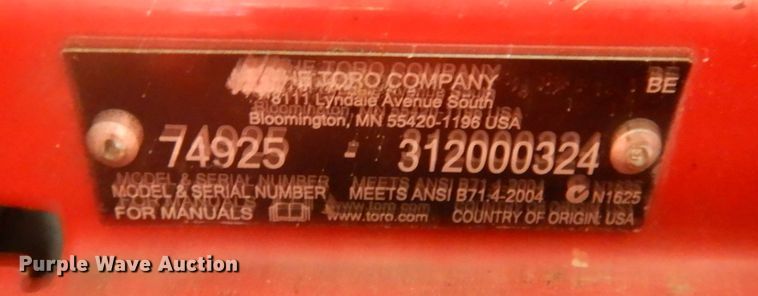 THE TORO COMPANY BE
8111 Lyndale Avenue South
Bloomington, MN 55420-1196 USA
74925 - 312000324
MODEL & SERIAL NUMBER MEETS ANSI B71.4-2004 N1625
FOR MANUALS www.toro.com COUNTRY OF ORIGIN: USA
Purple Wave Auction